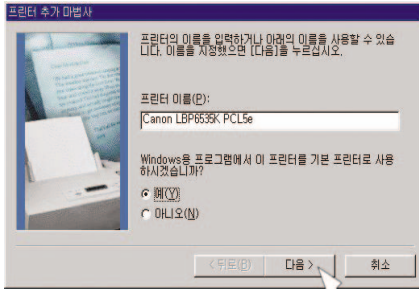 프린터 추가 마법사
프린터의 이름을 입력하거나 아래의 이름을 사용할 수 있습
니다. 이름을 지정했으면 [다음]를 누르십시오.
프린터 이름(P):
Canon LBP6535K PCL5e
Windows용 프로그램에서 이 프린터를 기본 프린터로 사용
하시겠습니까?
예(Y)
아니오(N)
< 뒤로(B)
다음 >
취소